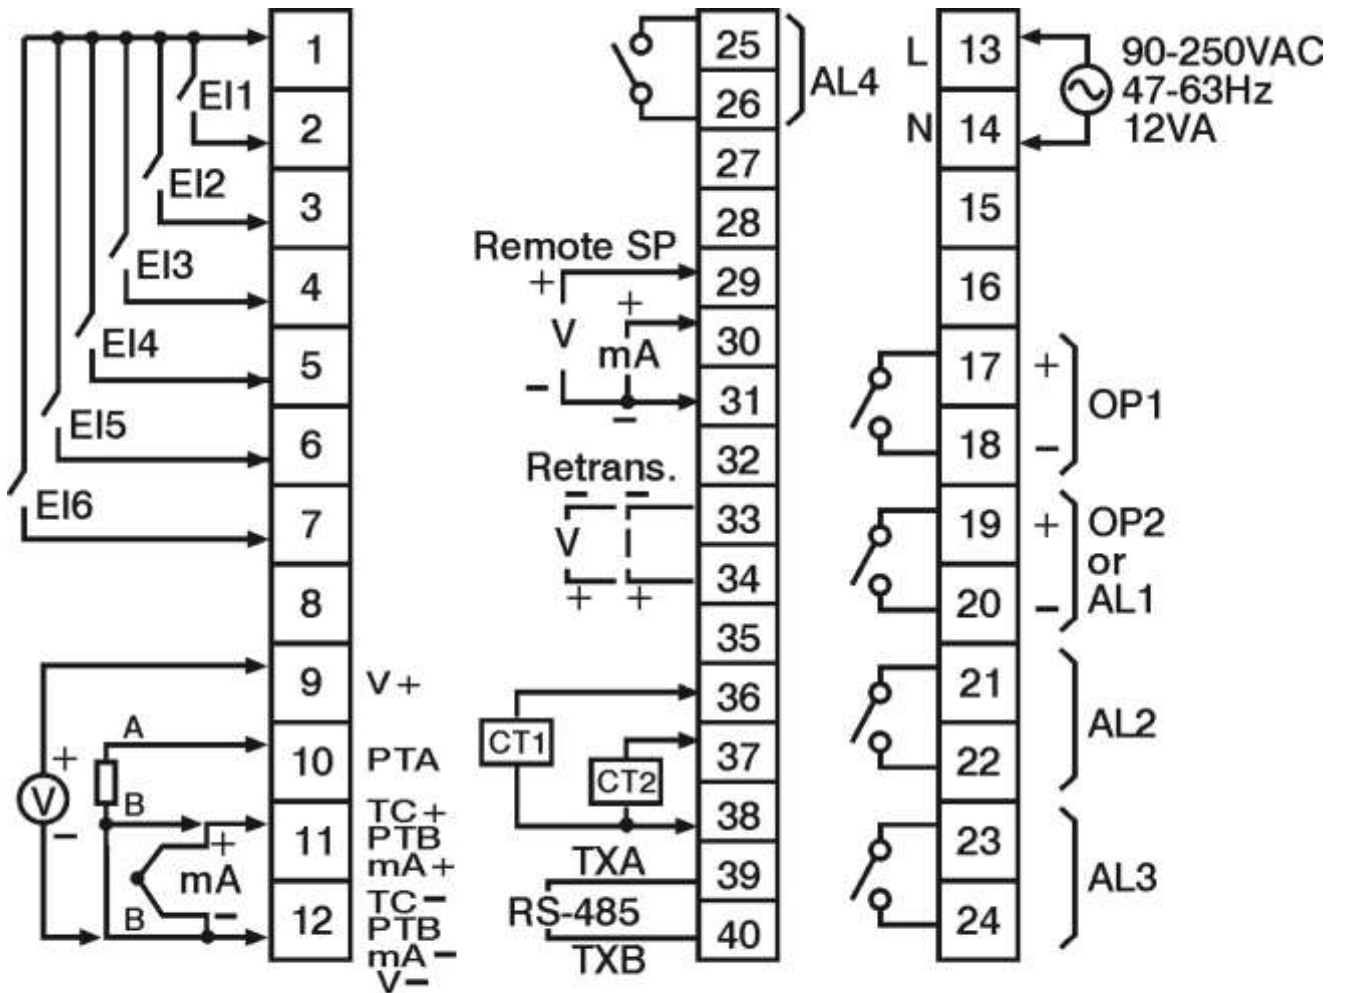 1
2
3
4
5
6
7
8
9
10
11
12
EI1
EI2
EI3
EI4
EI5
EI6
V+
PTA
TC+
PTB
mA+
TC−
PTB
mA−
V−
+
V
−
A
B
B
+
mA
−
25
26
27
28
29
30
31
32
33
34
35
36
37
38
39
40
AL4
Remote SP
+
V
−
+
mA
−
Retrans.
− −
V I
+ +
CT1
CT2
TXA
RS-485
TXB
L 13
N 14
15
16
17 +
18 −
19 +
20 −
21
22
23
24
90-250VAC
47-63Hz
12VA
OP1
OP2
or
AL1
AL2
AL3